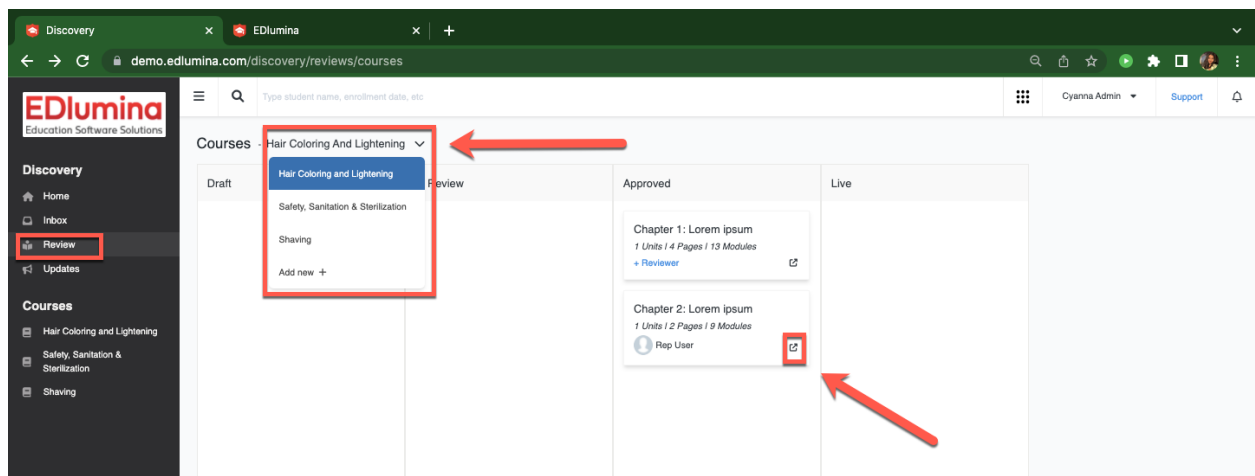 Discovery
EDlumina
demo.edlumina.com/discovery/reviews/courses
EDlumina
Education Software Solutions
Type student name, enrollment date, etc
Cyanna Admin
Support
Discovery
Home
Inbox
Review
Updates
Courses
Hair Coloring and Lightening
Safety, Sanitation &
Sterilization
Shaving
Courses - Hair Coloring And Lightening
Hair Coloring and Lightening
Safety, Sanitation & Sterilization
Shaving
Add new +
Draft
Review
Approved
Live
Chapter 1: Lorem ipsum
1 Units I 4 Pages I 13 Modules
+ Reviewer
Chapter 2: Lorem ipsum
1 Units I 2 Pages I 9 Modules
Rep User